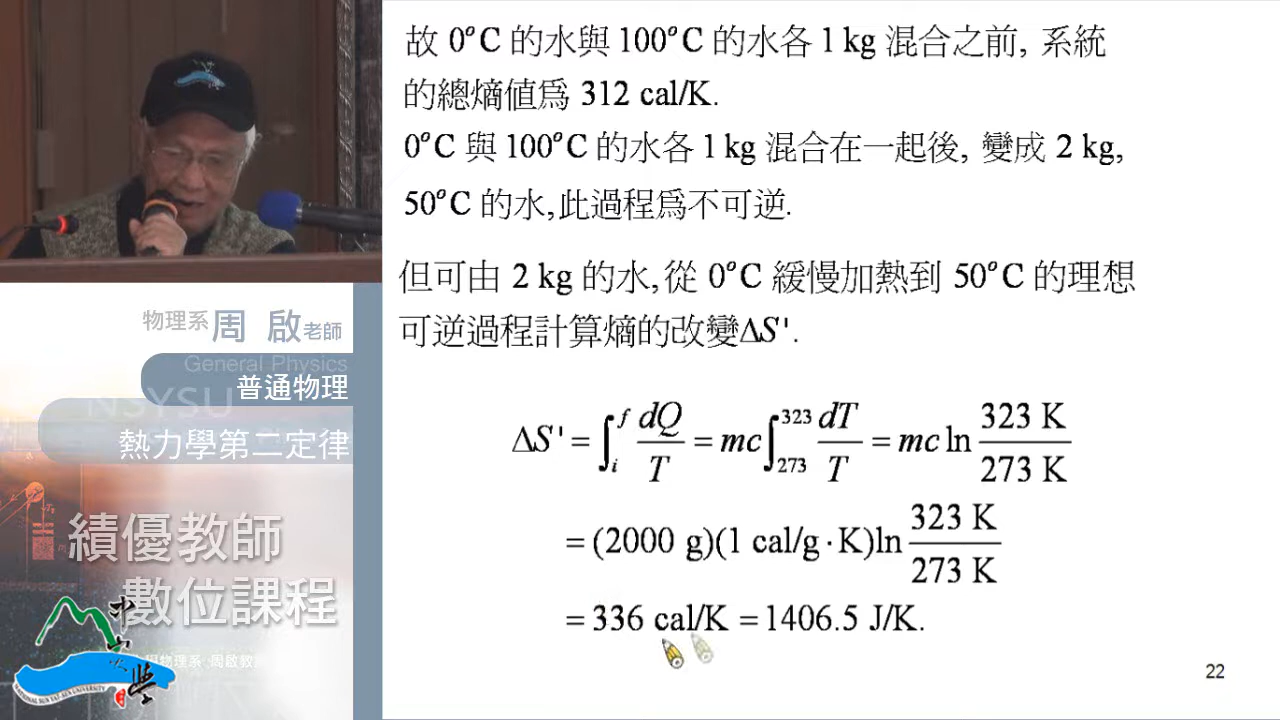 故 0°C 的水與 100°C 的水各 1 kg 混合之前, 系統
的總熵值爲 312 cal/K.
0°C 與 100°C 的水各 1 kg 混合在一起後, 變成 2 kg,
50°C 的水,此過程爲不可逆.
但可由 2 kg 的水,從 0°C 緩慢加熱到 50°C 的理想
可逆過程計算熵的改變ΔS'.
ΔS' = ∫_i^f dQ/T = mc∫_273^323 dT/T = mc ln 323 K/273 K
= (2000 g)(1 cal/g·K)ln 323 K/273 K
= 336 cal/K = 1406.5 J/K.
22
物理系 周 啟 老師
General Physics
NSYSU
普通物理
熱力學第二定律
績優教師
數位課程
NATIONAL SUN YAT-SEN UNIVERSITY